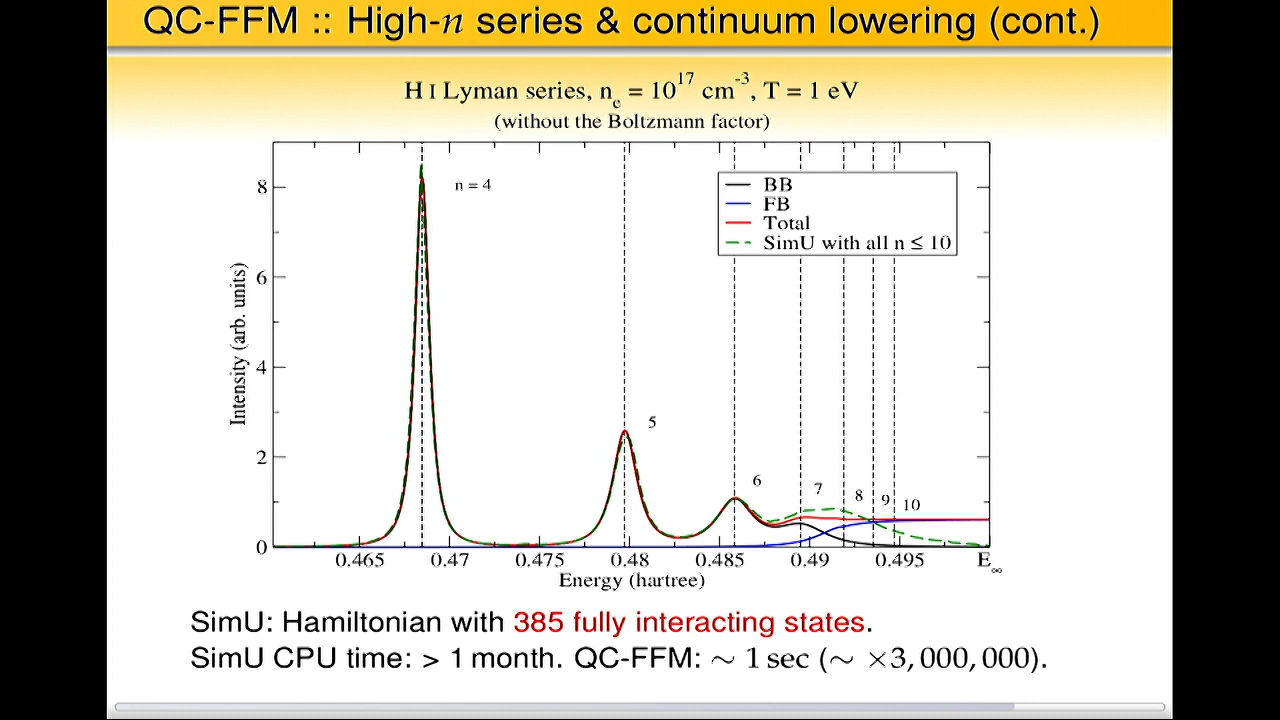 QC-FFM :: High-n series & continuum lowering (cont.)
H I Lyman series, nₑ = 10¹⁷ cm⁻³, T = 1 eV
(without the Boltzmann factor)
BB
FB
Total
SimU with all n ≤ 10
n = 4
5
6
7
8
9
10
Intensity (arb. units)
8
6
4
2
0
0.465
0.47
0.475
0.48
0.485
0.49
0.495
E∞
Energy (hartree)
SimU: Hamiltonian with 385 fully interacting states.
SimU CPU time: > 1 month. QC-FFM: ∼ 1 sec (∼ ×3,000,000).